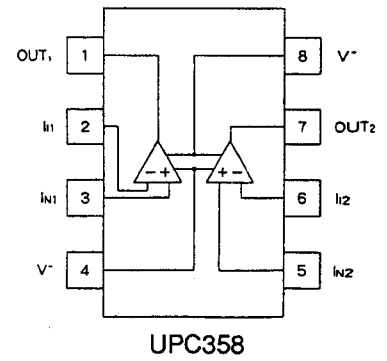 OUT₁ 1 8 V⁻
II1 2 7 OUT₂
IN1 3 − + + − 6 II2
V⁻ 4 5 IN2
UPC358